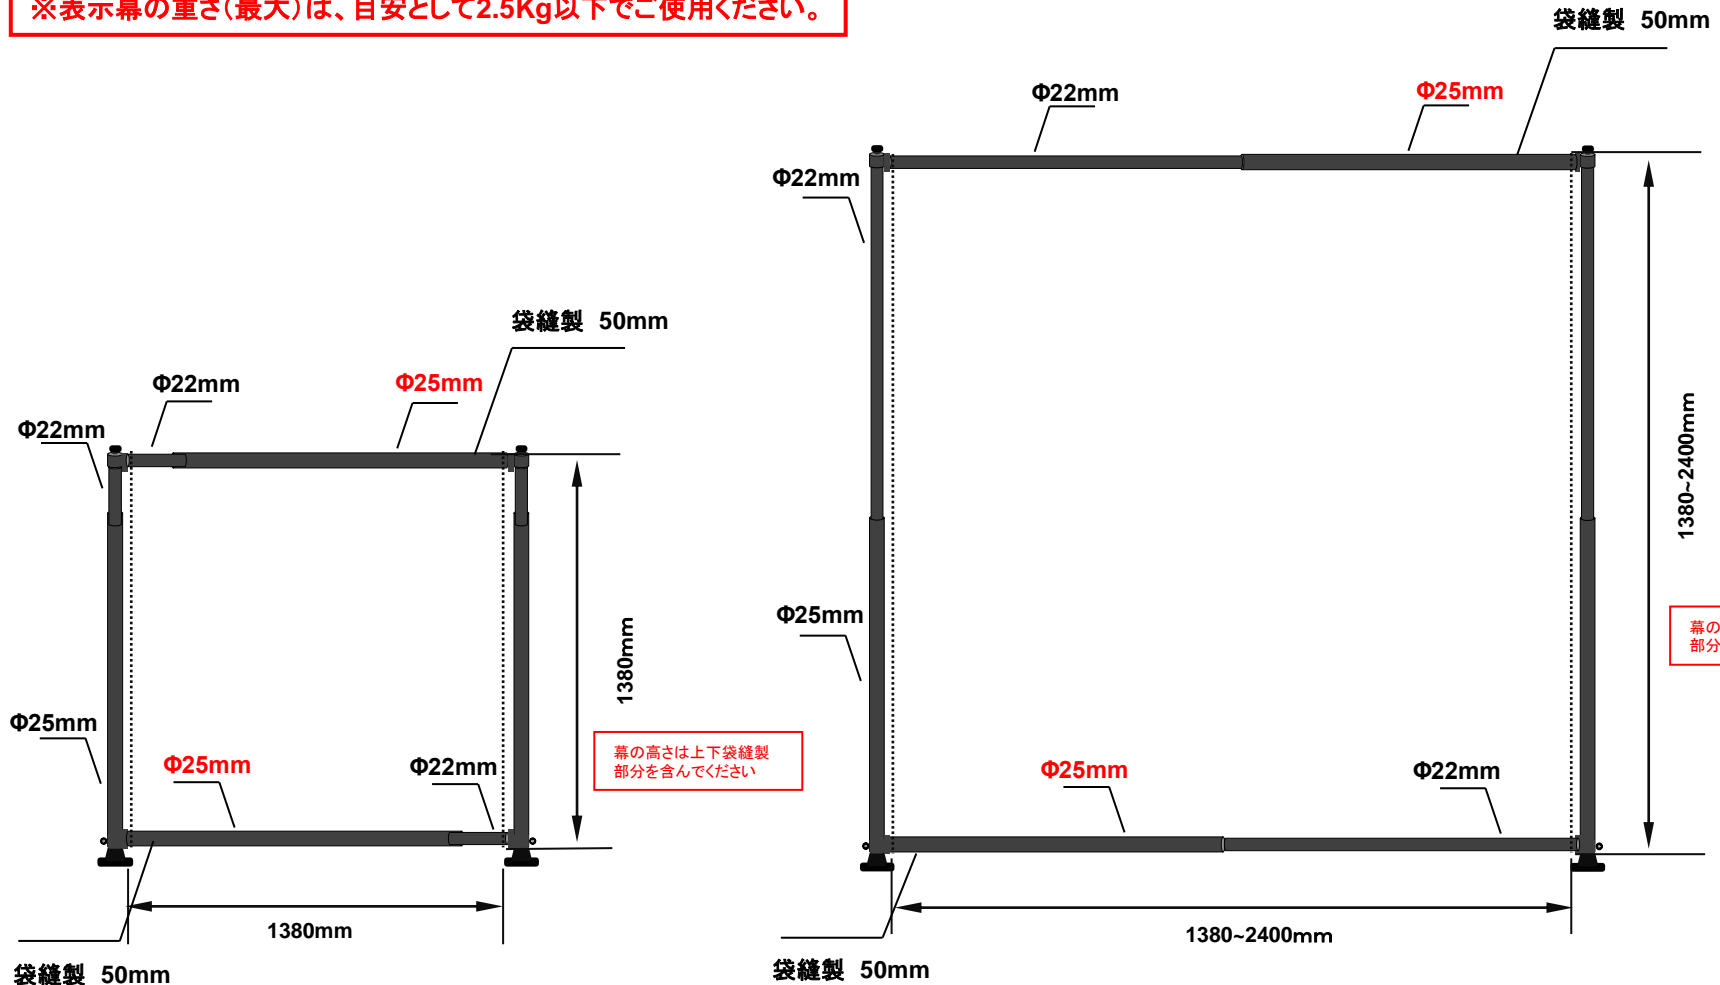 ※表示幕の重さ(最大)は、目安として2.5Kg以下でご使用ください。
袋縫製 50mm
Φ22mm
Φ25mm
Φ22mm
Φ25mm
1380~2400mm
幕の
部分
Φ25mm
Φ22mm
1380~2400mm
袋縫製 50mm
袋縫製 50mm
Φ22mm
Φ25mm
Φ22mm
Φ25mm
1380mm
幕の高さは上下袋縫製
部分を含んでください
Φ25mm
Φ22mm
1380mm
袋縫製 50mm